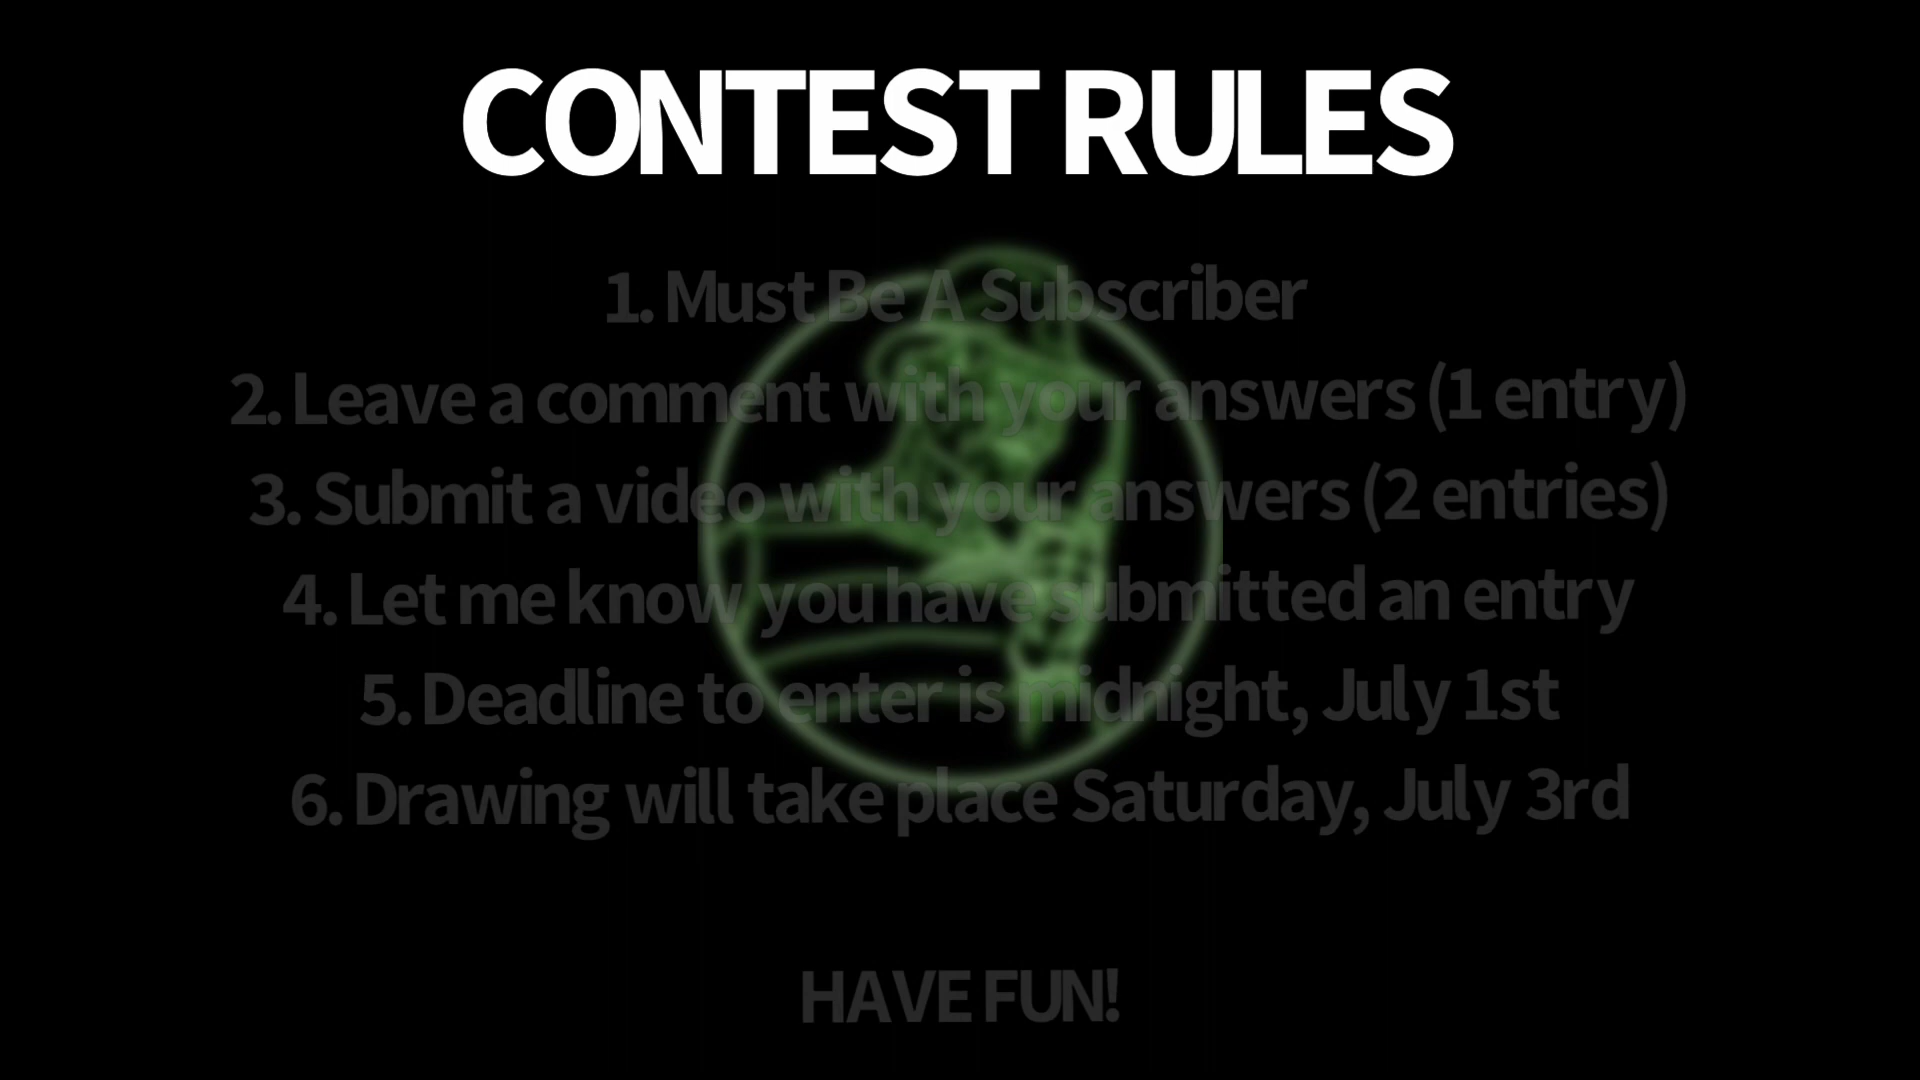 CONTEST RULES
1. Must Be A Subscriber
2. Leave a comment with your answers (1 entry)
3. Submit a video with your answers (2 entries)
4. Let me know you have submitted an entry
5. Deadline to enter is midnight, July 1st
6. Drawing will take place Saturday, July 3rd
HAVE FUN!